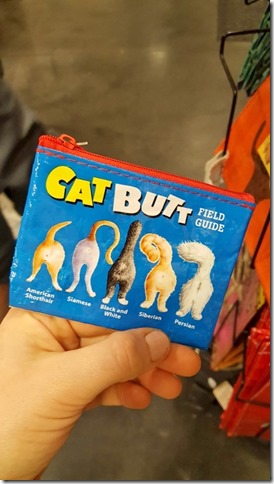 CAT BUTT
FIELD
GUIDE
American
Shorthair
Siamese
Black and
White
Siberian
Persian